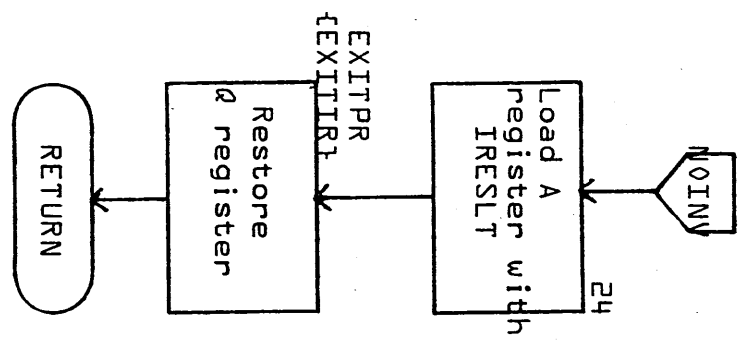 NOINV
24
Load A
register with
IRESLT
EXITPR
{EXITIR}
Restore
Q register
RETURN